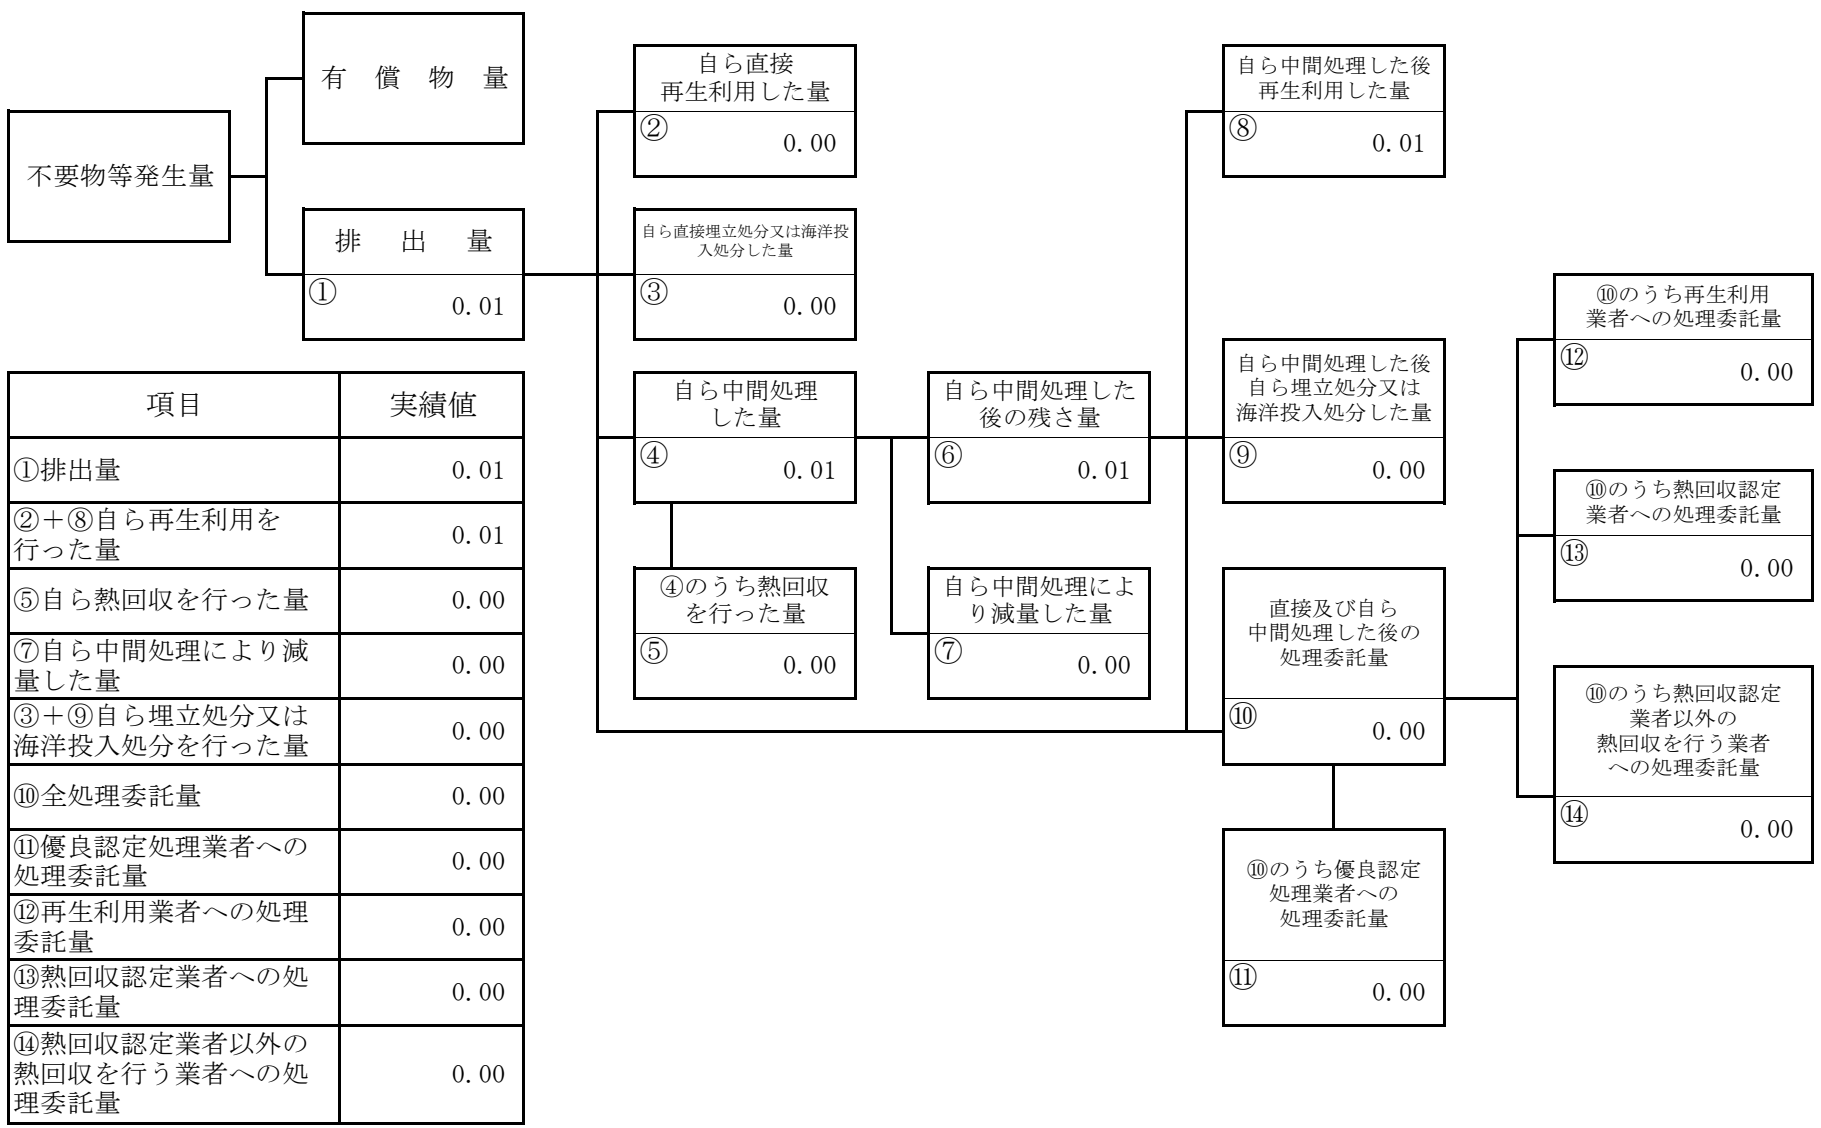 有　償　物　量
不要物等発生量
排　出　量
①
0.01
自ら直接
再生利用した量
②
0.00
自ら直接埋立処分又は海洋投
入処分した量
③
0.00
自ら中間処理
した量
④
0.01
④のうち熱回収
を行った量
⑤
0.00
自ら中間処理した
後の残さ量
⑥
0.01
自ら中間処理によ
り減量した量
⑦
0.00
自ら中間処理した後
再生利用した量
⑧
0.01
自ら中間処理した後
自ら埋立処分又は
海洋投入処分した量
⑨
0.00
直接及び自ら
中間処理した後の
処理委託量
⑩
0.00
⑩のうち優良認定
処理業者への
処理委託量
⑪
0.00
⑩のうち再生利用
業者への処理委託量
⑫
0.00
⑩のうち熱回収認定
業者への処理委託量
⑬
0.00
⑩のうち熱回収認定
業者以外の
熱回収を行う業者
への処理委託量
⑭
0.00
項目 実績値
①排出量 0.01
②＋⑧自ら再生利用を
行った量 0.01
⑤自ら熱回収を行った量 0.00
⑦自ら中間処理により減
量した量 0.00
③＋⑨自ら埋立処分又は
海洋投入処分を行った量 0.00
⑩全処理委託量 0.00
⑪優良認定処理業者への
処理委託量 0.00
⑫再生利用業者への処理
委託量 0.00
⑬熱回収認定業者への処
理委託量 0.00
⑭熱回収認定業者以外の
熱回収を行う業者への処 0.00
理委託量